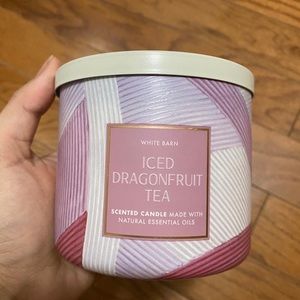 WHITE BARN
ICED
DRAGONFRUIT
TEA
SCENTED CANDLE MADE WITH
NATURAL ESSENTIAL OILS